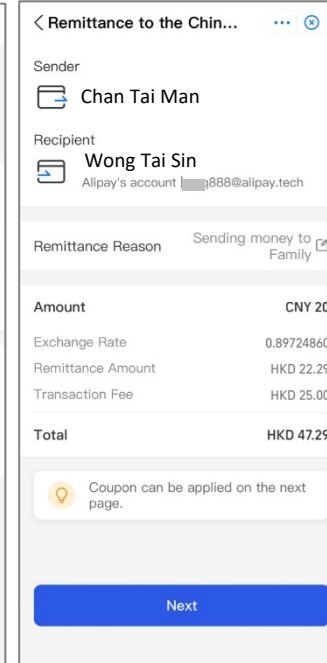 Remittance to the Chin...
Sender
Chan Tai Man
Recipient
Wong Tai Sin
Alipay's account 888@alipay.tech
Remittance Reason Sending money to
Family
Amount CNY 20
Exchange Rate 0.89724860
Remittance Amount HKD 22.29
Transaction Fee HKD 25.00
Total HKD 47.29
Coupon can be applied on the next
page.
Next